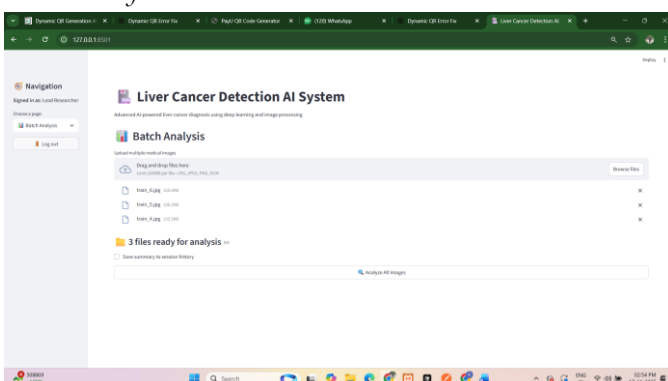 Dynamic QR Generation
Dynamic QR Error Fix
PayU QR Code Generator
(120) WhatsApp
Dynamic QR Error Fix
Liver Cancer Detection AI
127.0.0.1:8501
Deploy
Navigation
Signed in as: Lead Researcher
Choose a page
Batch Analysis
Log out
Liver Cancer Detection AI System
Advanced AI-powered liver cancer diagnosis using deep learning and image processing
Batch Analysis
Upload multiple medical images
Drag and drop files here
Browse files
train_6.jpg
train_5.jpg
train_4.jpg
3 files ready for analysis
Save summary to session history
Analyze All Images
Search
ENG
02:54 PM